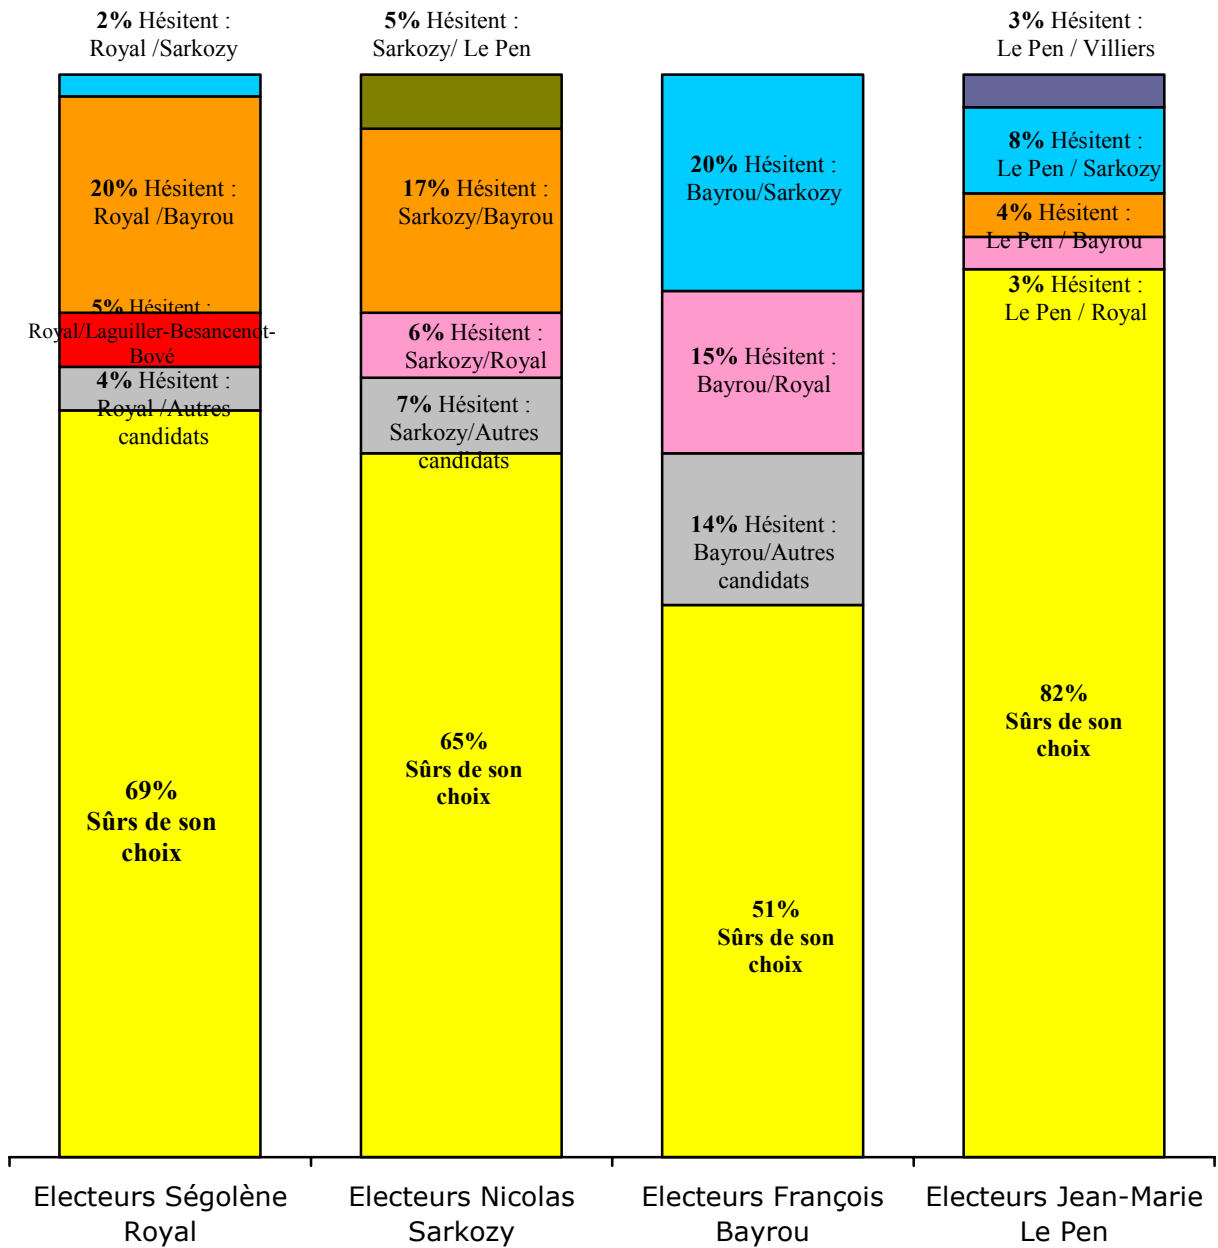 2% Hésitent :
Royal /Sarkozy
20% Hésitent :
Royal /Bayrou
5% Hésitent :
Royal/Laguiller-Besancenot-
Bové
4% Hésitent :
Royal /Autres
candidats
69%
Sûrs de son
choix
Electeurs Ségolène
Royal
5% Hésitent :
Sarkozy/ Le Pen
17% Hésitent :
Sarkozy/Bayrou
6% Hésitent :
Sarkozy/Royal
7% Hésitent :
Sarkozy/Autres
candidats
65%
Sûrs de son
choix
Electeurs Nicolas
Sarkozy
20% Hésitent :
Bayrou/Sarkozy
15% Hésitent :
Bayrou/Royal
14% Hésitent :
Bayrou/Autres
candidats
51%
Sûrs de son
choix
Electeurs François
Bayrou
3% Hésitent :
Le Pen / Villiers
8% Hésitent :
Le Pen / Sarkozy
4% Hésitent :
Le Pen / Bayrou
3% Hésitent :
Le Pen / Royal
82%
Sûrs de son
choix
Electeurs Jean-Marie
Le Pen